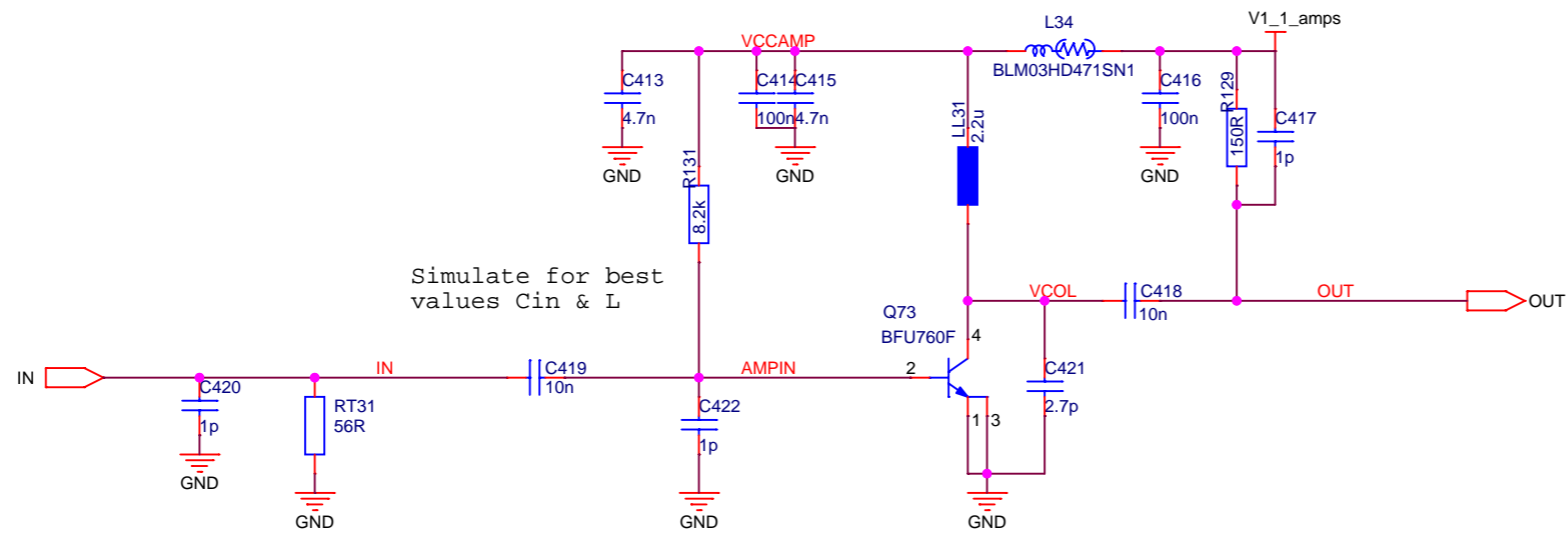 L34
V1_1_amps
VCCAMP
BLM03HD471SN1
C413
4.7n
GND
C414
100n
C415
4.7n
GND
C416
100n
GND
R129
150R
C417
1p
LL31
2.2u
R131
8.2k
Simulate for best
values Cin & L
VCOL
C418
10n
OUT
OUT
Q73
BFU760F
4
2
1
3
C421
2.7p
GND
IN
IN
C420
1p
GND
RT31
56R
GND
C419
10n
AMPIN
C422
1p
GND